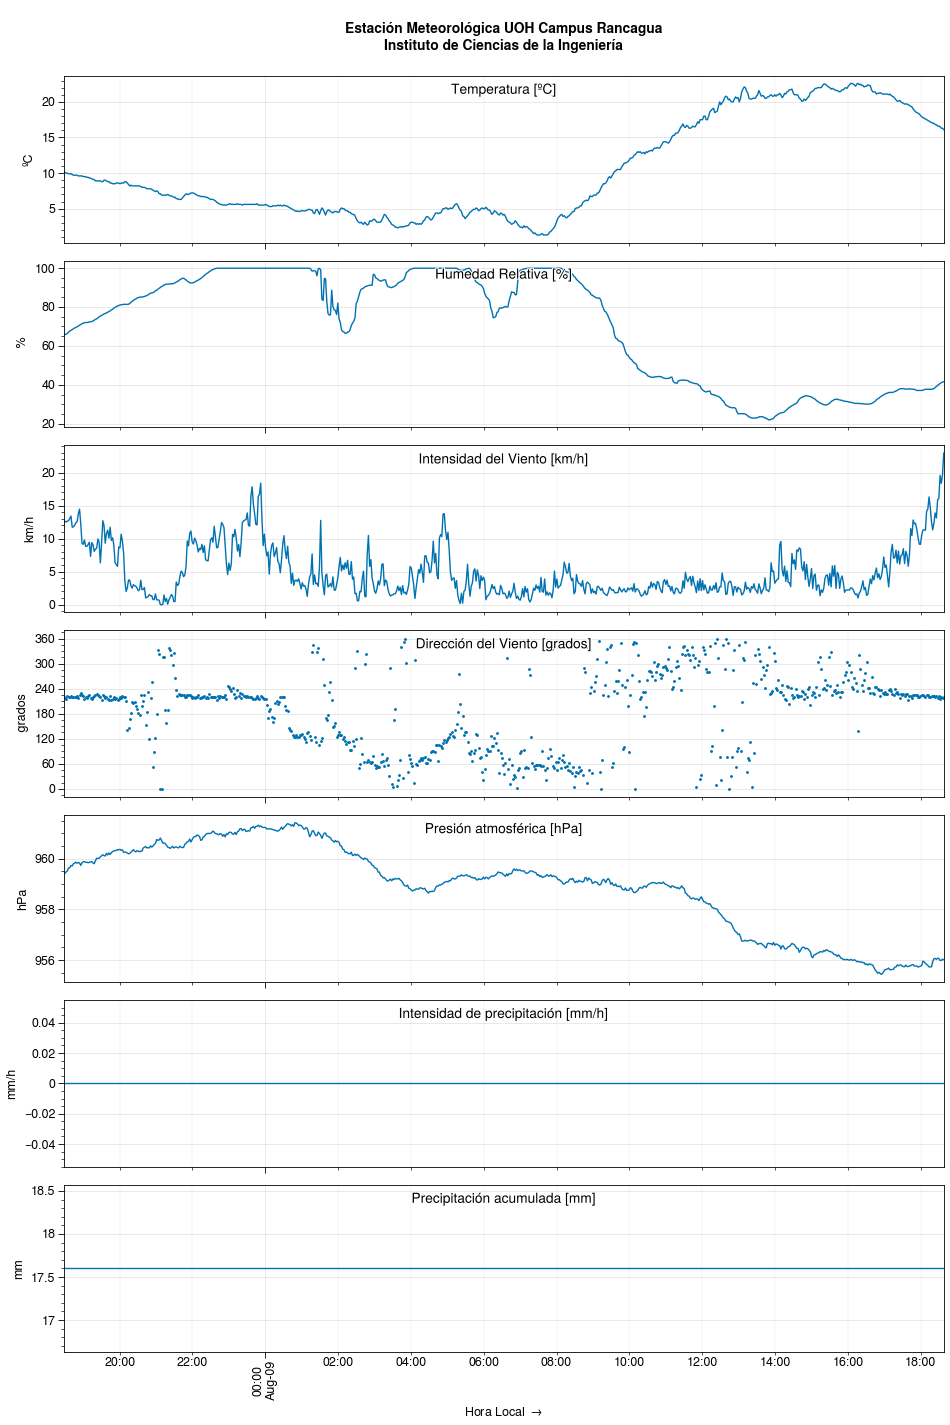 Estación Meteorológica UOH Campus Rancagua
Instituto de Ciencias de la Ingeniería
Temperatura [ºC]
ºC
20
15
10
5
Humedad Relativa [%]
%
100
80
60
40
20
Intensidad del Viento [km/h]
km/h
20
15
10
5
0
Dirección del Viento [grados]
grados
360
300
240
180
120
60
0
Presión atmosférica [hPa]
hPa
960
958
956
Intensidad de precipitación [mm/h]
mm/h
0.04
0.02
0
−0.02
−0.04
Precipitación acumulada [mm]
mm
18.5
18
17.5
17
20:00 22:00 00:00 02:00 04:00 06:00 08:00 10:00 12:00 14:00 16:00 18:00
Aug-09
Hora Local →